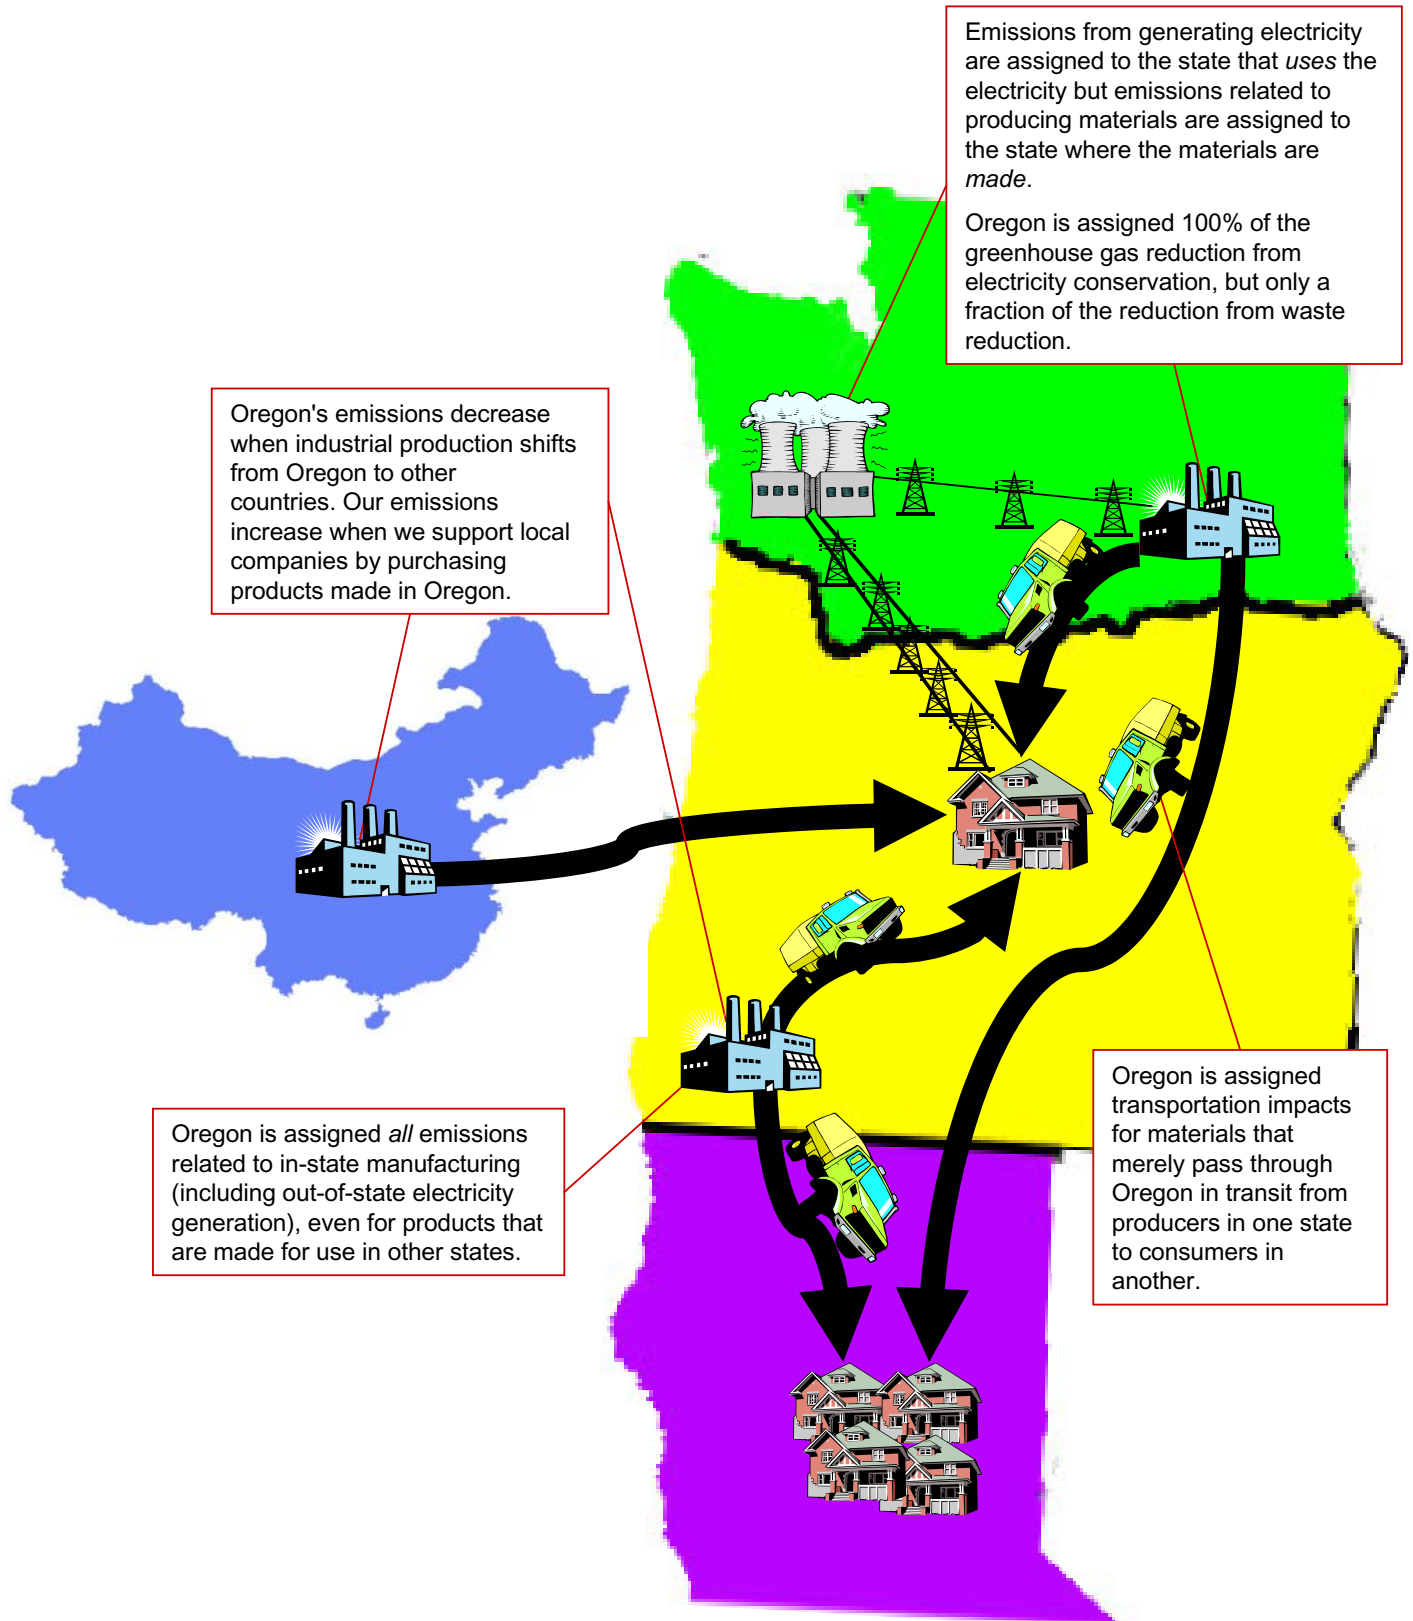 Emissions from generating electricity
are assigned to the state that uses the
electricity but emissions related to
producing materials are assigned to
the state where the materials are
made.
Oregon is assigned 100% of the
greenhouse gas reduction from
electricity conservation, but only a
fraction of the reduction from waste
reduction.
Oregon's emissions decrease
when industrial production shifts
from Oregon to other
countries. Our emissions
increase when we support local
companies by purchasing
products made in Oregon.
Oregon is assigned
transportation impacts
for materials that
merely pass through
Oregon in transit from
producers in one state
to consumers in
another.
Oregon is assigned all emissions
related to in-state manufacturing
(including out-of-state electricity
generation), even for products that
are made for use in other states.